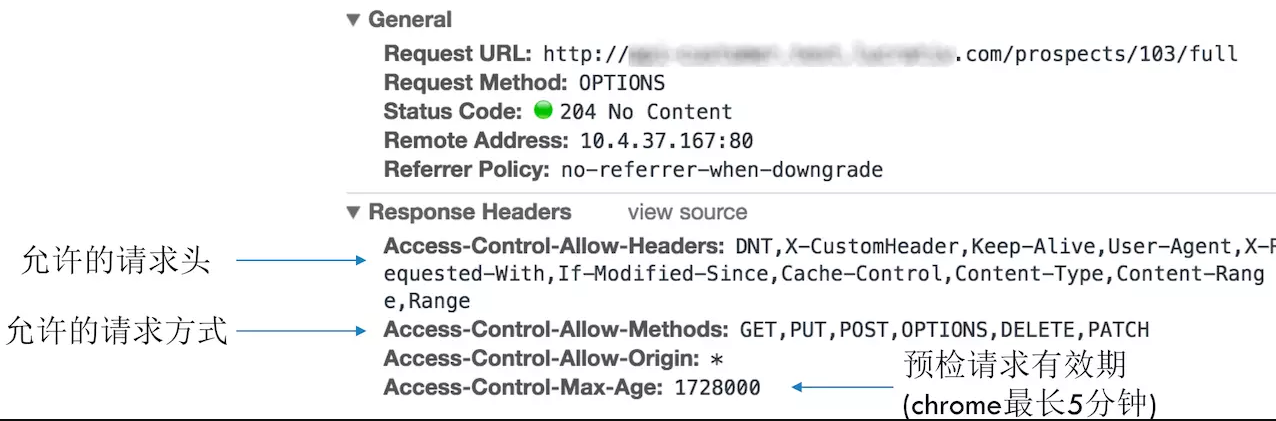 ▼ General
Request URL: http:// .com/prospects/103/full
Request Method: OPTIONS
Status Code: 204 No Content
Remote Address: 10.4.37.167:80
Referrer Policy: no-referrer-when-downgrade
▼ Response Headers view source
允许的请求头
Access-Control-Allow-Headers: DNT,X-CustomHeader,Keep-Alive,User-Agent,X-R
equested-With,If-Modified-Since,Cache-Control,Content-Type,Content-Rang
e,Range
允许的请求方式
Access-Control-Allow-Methods: GET,PUT,POST,OPTIONS,DELETE,PATCH
Access-Control-Allow-Origin: *
Access-Control-Max-Age: 1728000
预检请求有效期
(chrome最长5分钟)